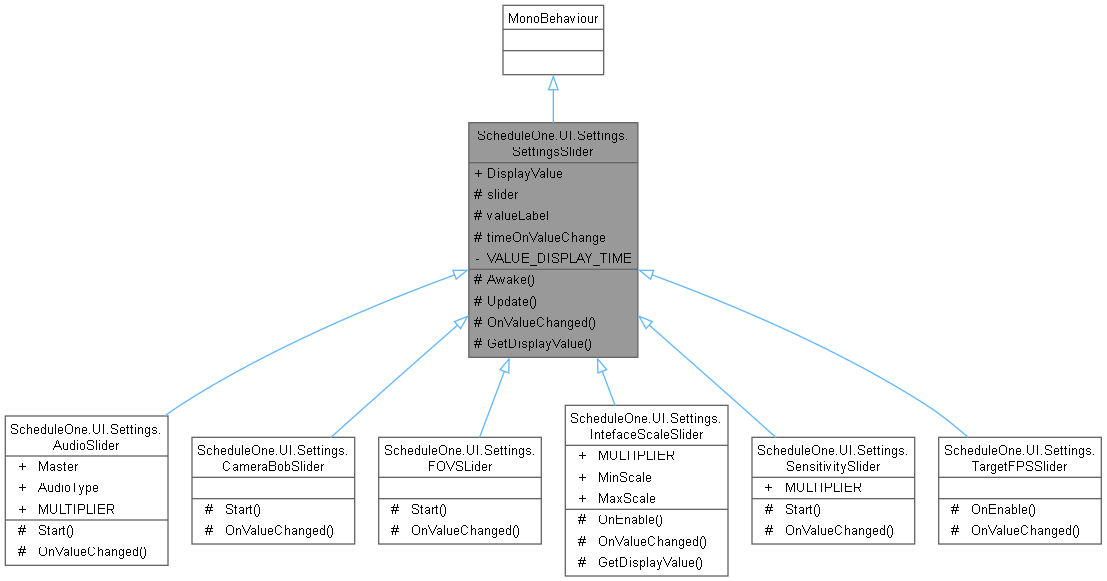 MonoBehaviour
ScheduleOne.UI.Settings.
SettingsSlider
+ DisplayValue
# slider
# valueLabel
# timeOnValueChange
- VALUE_DISPLAY_TIME
# Awake()
# Update()
# OnValueChanged()
# GetDisplayValue()
ScheduleOne.UI.Settings.
AudioSlider
+ Master
+ AudioType
+ MULTIPLIER
# Start()
# OnValueChanged()
ScheduleOne.UI.Settings.
CameraBobSlider
# Start()
# OnValueChanged()
ScheduleOne.UI.Settings.
FOVSLider
# Start()
# OnValueChanged()
ScheduleOne.UI.Settings.
IntefaceScaleSlider
+ MULTIPLIER
+ MinScale
+ MaxScale
# OnEnable()
# OnValueChanged()
# GetDisplayValue()
ScheduleOne.UI.Settings.
SensitivitySlider
+ MULTIPLIER
# Start()
# OnValueChanged()
ScheduleOne.UI.Settings.
TargetFPSSlider
# OnEnable()
# OnValueChanged()